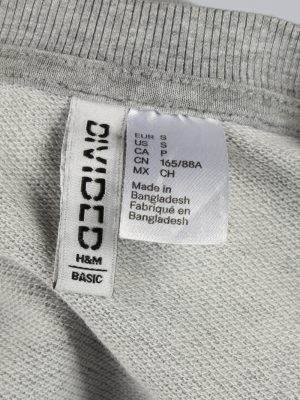 DIVIDED
H&M
BASIC
EUR S
US S
CA P
CN 165/88A
MX CH
Made in
Bangladesh
Fabriqué en
Bangladesh